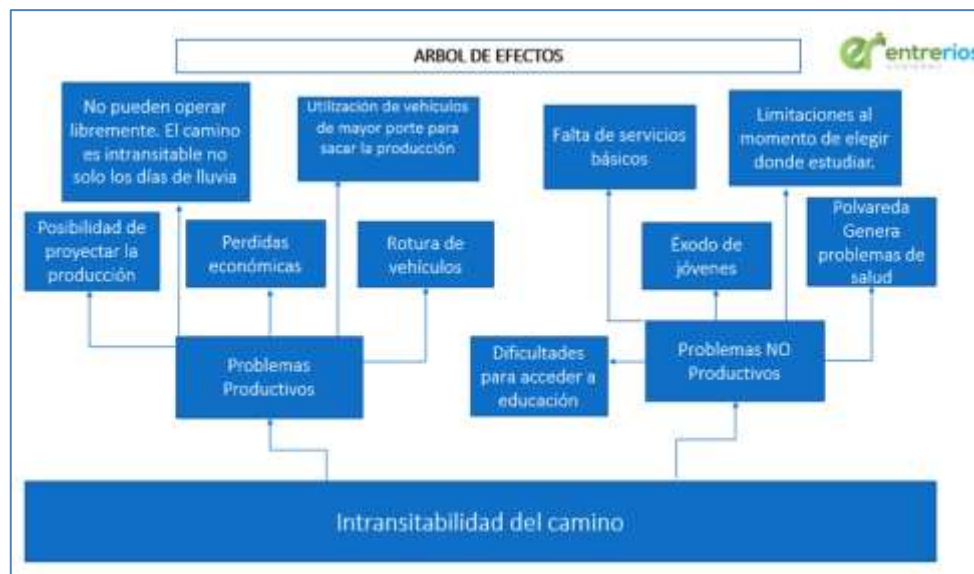 ARBOL DE EFECTOS
entrerios
No pueden operar
libremente. El camino
es intransitable no
solo los días de lluvia
Utilización de vehículos
de mayor porte para
sacar la producción
Falta de servicios
básicos
Limitaciones al
momento de elegir
donde estudiar.
Posibilidad de
proyectar la
producción
Perdidas
económicas
Rotura de
vehículos
Éxodo de
jóvenes
Polvareda
Genera
problemas de
salud
Problemas
Productivos
Dificultades
para acceder a
educación
Problemas NO
Productivos
Intransitabilidad del camino